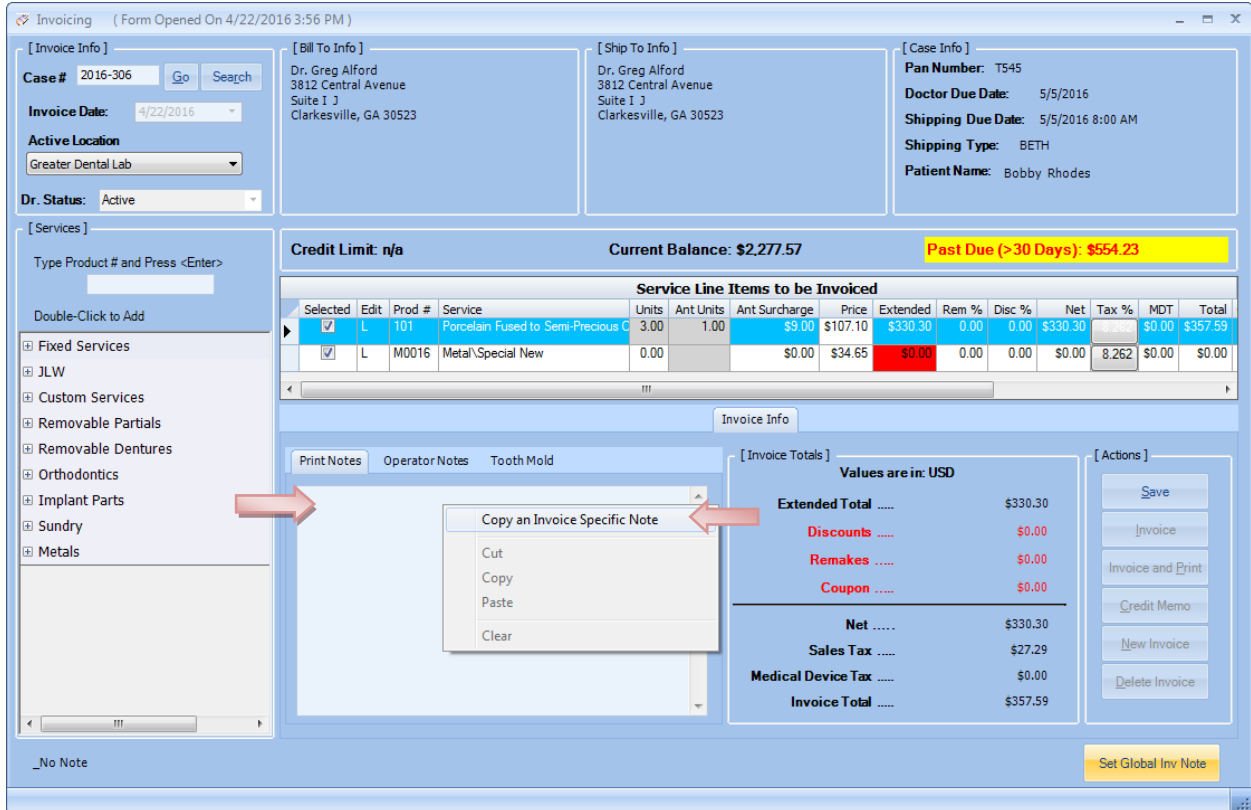 Invoicing (Form Opened On 4/22/2016 3:56 PM)
[ Invoice Info ]
Case # 2016-306 Go Search
Invoice Date: 4/22/2016
Active Location
Greater Dental Lab
Dr. Status: Active
[ Bill To Info ]
Dr. Greg Alford
3812 Central Avenue
Suite I J
Clarkesville, GA 30523
[ Ship To Info ]
Dr. Greg Alford
3812 Central Avenue
Suite I J
Clarkesville, GA 30523
[ Case Info ]
Pan Number: T545
Doctor Due Date: 5/5/2016
Shipping Due Date: 5/5/2016 8:00 AM
Shipping Type: BETH
Patient Name: Bobby Rhodes
[ Services ]
Type Product # and Press <Enter>
Double-Click to Add
Fixed Services
JLW
Custom Services
Removable Partials
Removable Dentures
Orthodontics
Implant Parts
Sundry
Metals
Credit Limit: n/a Current Balance: $2,277.57 Past Due (>30 Days): $554.23
Service Line Items to be Invoiced
Selected Edit Prod # Service Units Ant Units Ant Surcharge Price Extended Rem % Disc % Net Tax % MDT Total
L 101 Porcelain Fused to Semi-Precious C 3.00 1.00 $9.00 $107.10 $330.30 0.00 0.00 $330.30 8.262 $0.00 $357.59
L M0016 Metal\Special New 0.00 $0.00 $34.65 $0.00 0.00 0.00 $0.00 8.262 $0.00 $0.00
Invoice Info
Print Notes Operator Notes Tooth Mold
Copy an Invoice Specific Note
Cut
Copy
Paste
Clear
[ Invoice Totals ]
Values are in: USD
Extended Total ..... $330.30
Discounts ..... $0.00
Remakes ..... $0.00
Coupon ..... $0.00
Net ..... $330.30
Sales Tax ..... $27.29
Medical Device Tax ..... $0.00
Invoice Total ..... $357.59
[ Actions ]
Save
Invoice
Invoice and Print
Credit Memo
New Invoice
Delete Invoice
_No Note
Set Global Inv Note